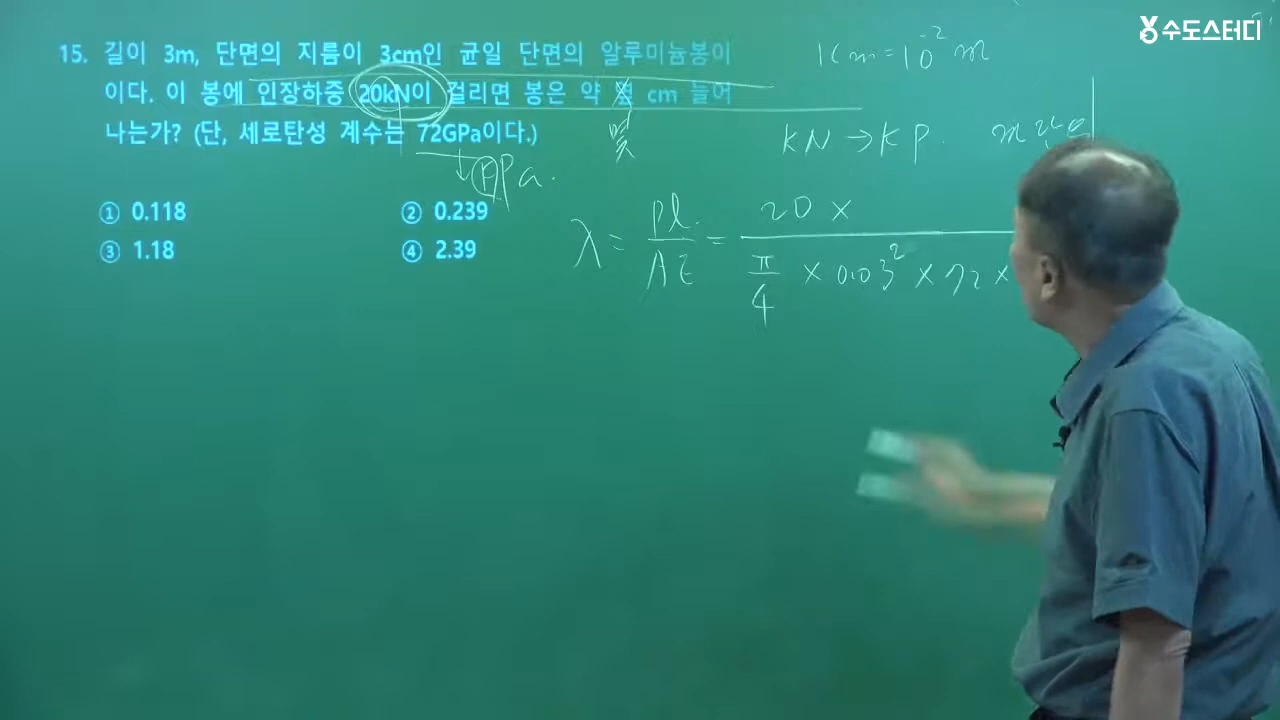 수도스터디
15. 길이 3m, 단면의 지름이 3cm인 균일 단면의 알루미늄봉이
이다. 이 봉에 인장하중 20kN이 걸리면 봉은 약 몇 cm 늘어
나는가? (단, 세로탄성 계수는 72GPa이다.)
① 0.118 ② 0.239
③ 1.18 ④ 2.39
몇
Pa.
1cm=10⁻² m
KN → KP.
λ = Pl/AE = 20 ×
π/4 × 0.03² × 72 ×